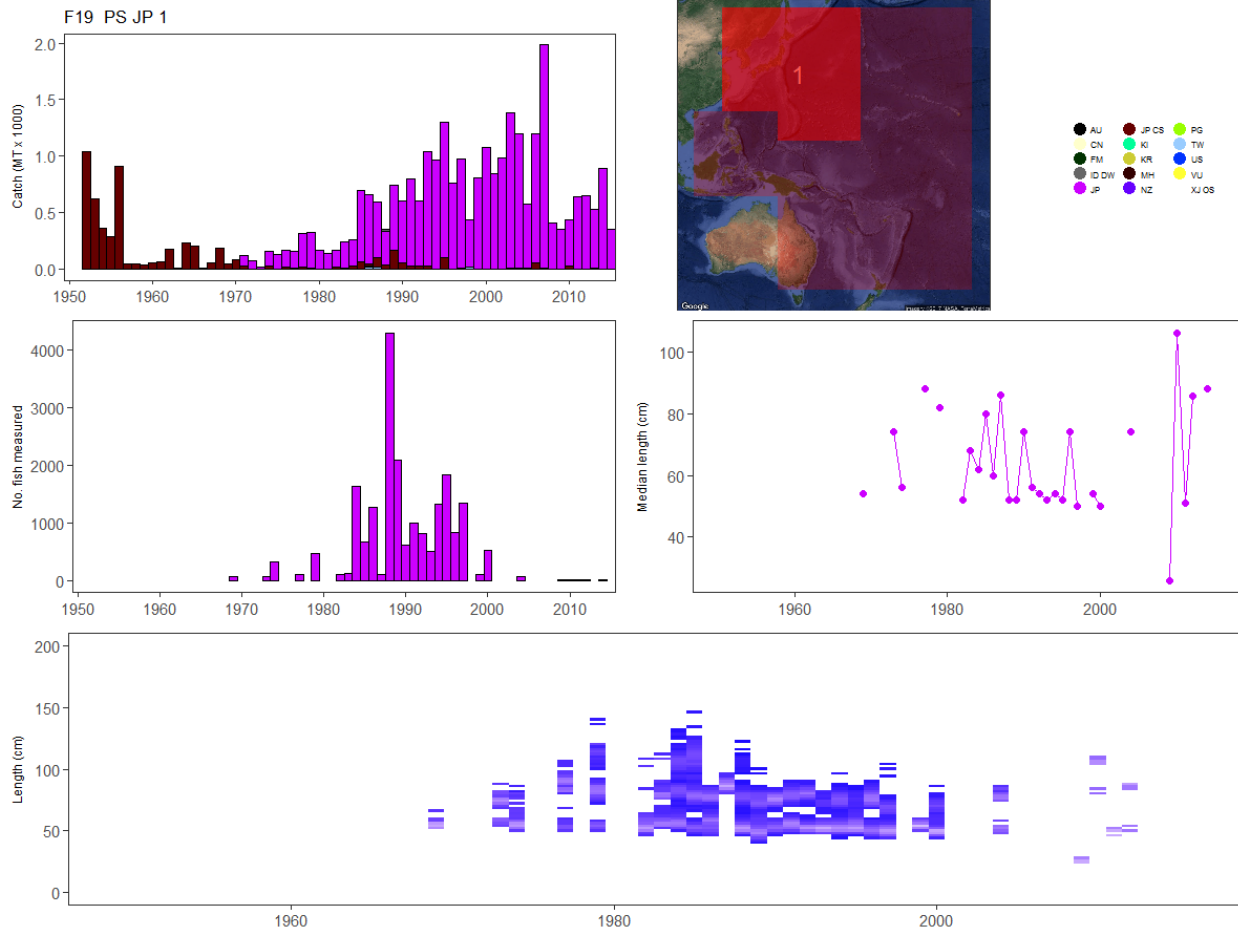 F19 PS JP 1
Catch (MT x 1000)
2.0
1.5
1.0
0.5
0.0
1950 1960 1970 1980 1990 2000 2010
1
Google
AU JP CS PG
CN KI TW
FM KR US
ID DW MH VU
JP NZ XJ OS
No. fish measured
4000
3000
2000
1000
0
1950 1960 1970 1980 1990 2000 2010
Median length (cm)
100
80
60
40
1960 1980 2000
Length (cm)
200
150
100
50
0
1960 1980 2000